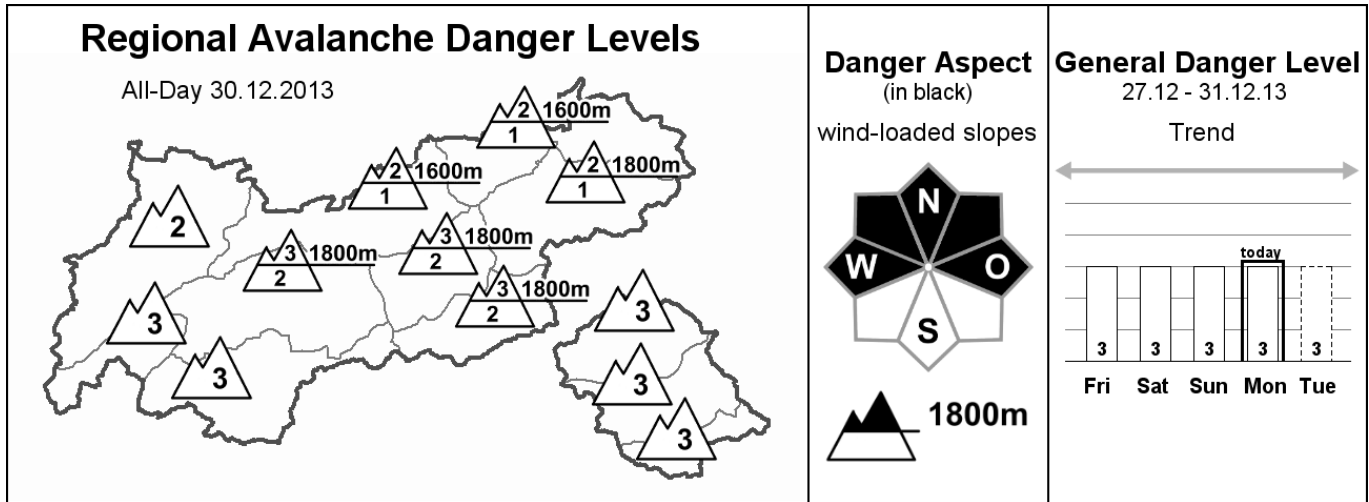 Regional Avalanche Danger Levels
All-Day 30.12.2013
2 1600m
1
2 1800m
1
2 1600m
1
2
3 1800m
2
3 1800m
2
3 1800m
2
3
3
3
3
3
Danger Aspect
(in black)
wind-loaded slopes
N
W O
S
1800m
General Danger Level
27.12 - 31.12.13
Trend
today
3 3 3 3 3
Fri Sat Sun Mon Tue